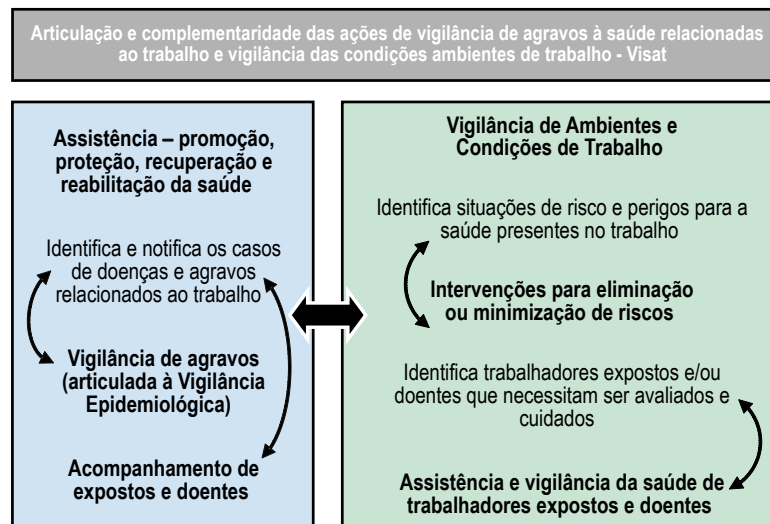 Articulação e complementaridade das ações de vigilância de agravos à saúde relacionadas
ao trabalho e vigilância das condições ambientes de trabalho - Visat
Assistência – promoção,
proteção, recuperação e
reabilitação da saúde
Identifica e notifica os casos
de doenças e agravos
relacionados ao trabalho
Vigilância de agravos
(articulada à Vigilância
Epidemiológica)
Acompanhamento de
expostos e doentes
Vigilância de Ambientes e
Condições de Trabalho
Identifica situações de risco e perigos para a
saúde presentes no trabalho
Intervenções para eliminação
ou minimização de riscos
Identifica trabalhadores expostos e/ou
doentes que necessitam ser avaliados e
cuidados
Assistência e vigilância da saúde de
trabalhadores expostos e doentes